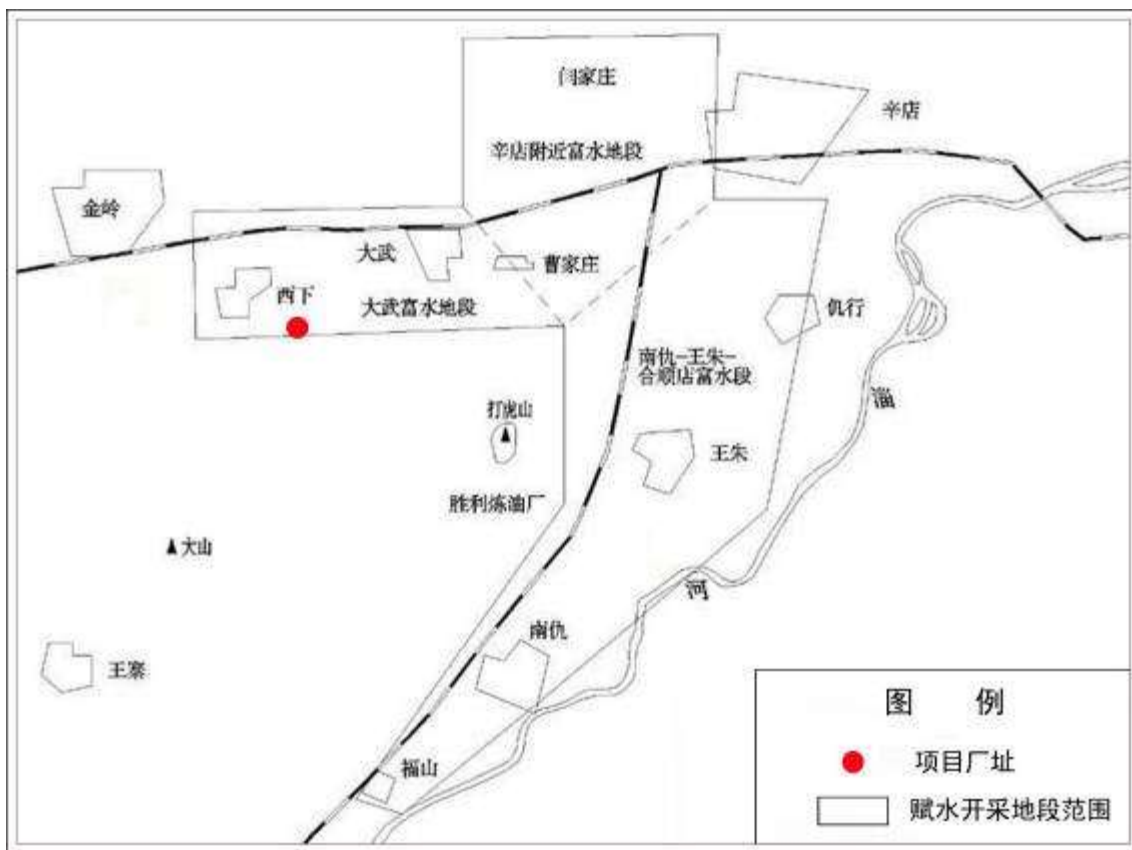 闫家庄
辛店
辛店附近富水地段
金岭
大武
曹家庄
西下
大武富水地段
仉行
南仇-王朱-
合顺店富水段
淄
打虎山
王朱
胜利炼油厂
大山
河
南仇
王寨
福山
图 例
项目厂址
赋水开采地段范围